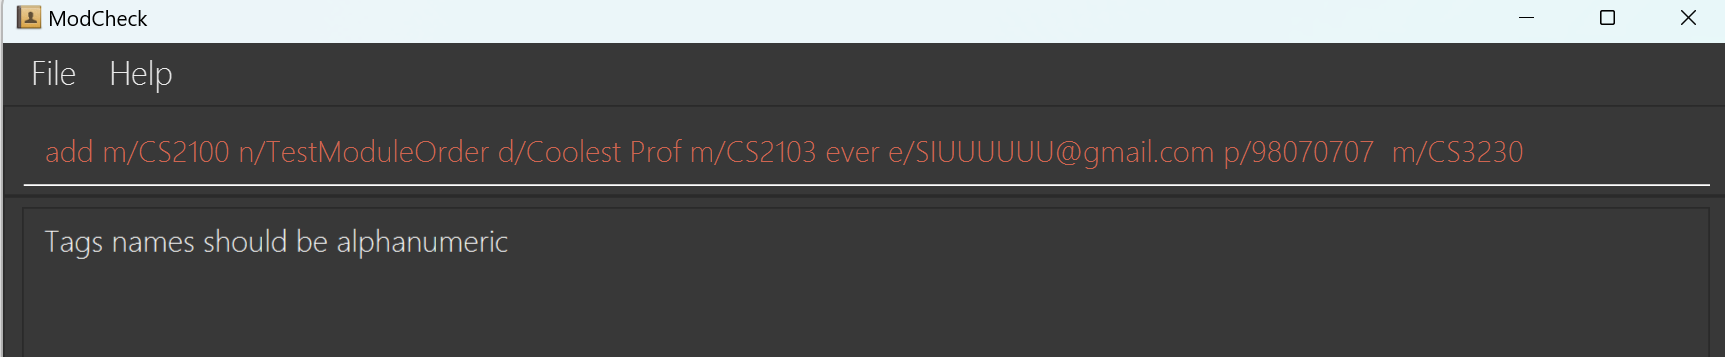 ModCheck
File Help
add m/CS2100 n/TestModuleOrder d/Coolest Prof m/CS2103 ever e/SIUUUUUU@gmail.com p/98070707  m/CS3230
Tags names should be alphanumeric